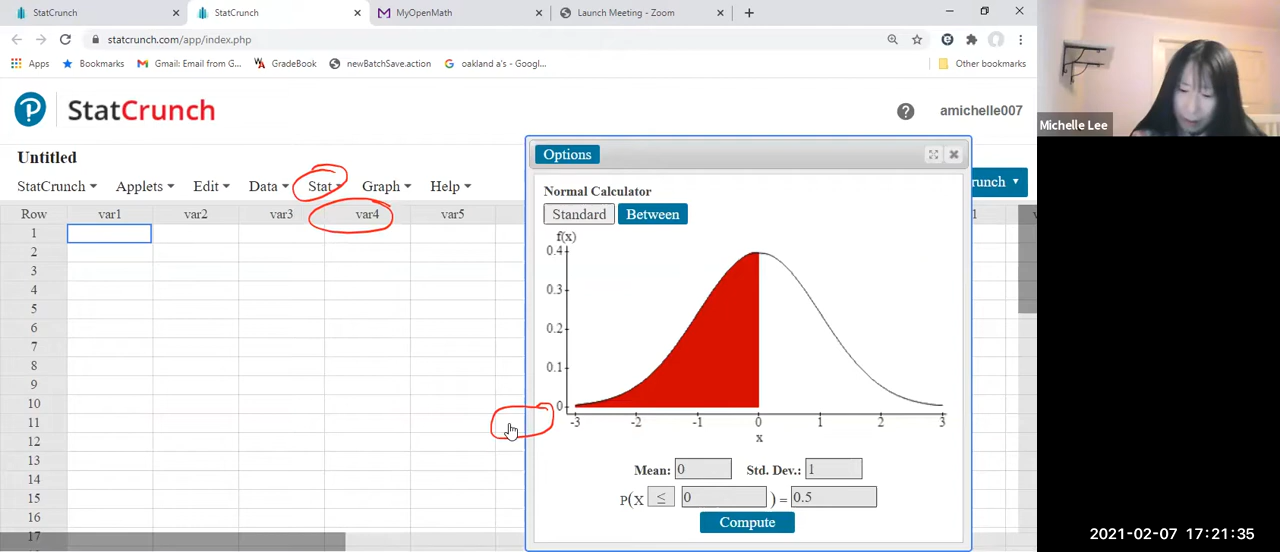 StatCrunch
StatCrunch
MyOpenMath
Launch Meeting - Zoom
statcrunch.com/app/index.php
Apps
Bookmarks
Gmail: Email from G...
GradeBook
newBatchSave.action
oakland a's - Googl...
Other bookmarks
P StatCrunch
? amichelle007
Michelle Lee
Untitled
StatCrunch Applets Edit Data Stat Graph Help
runch
Row var1 var2 var3 var4 var5
1
2
3
4
5
6
7
8
9
10
11
12
13
14
15
16
17
Options
Normal Calculator
Standard Between
f(x)
0.4
0.3
0.2
0.1
0
-3 -2 -1 0 1 2 3
x
Mean: 0 Std. Dev.: 1
P(X ≤ 0 ) = 0.5
Compute
2021-02-07 17:21:35